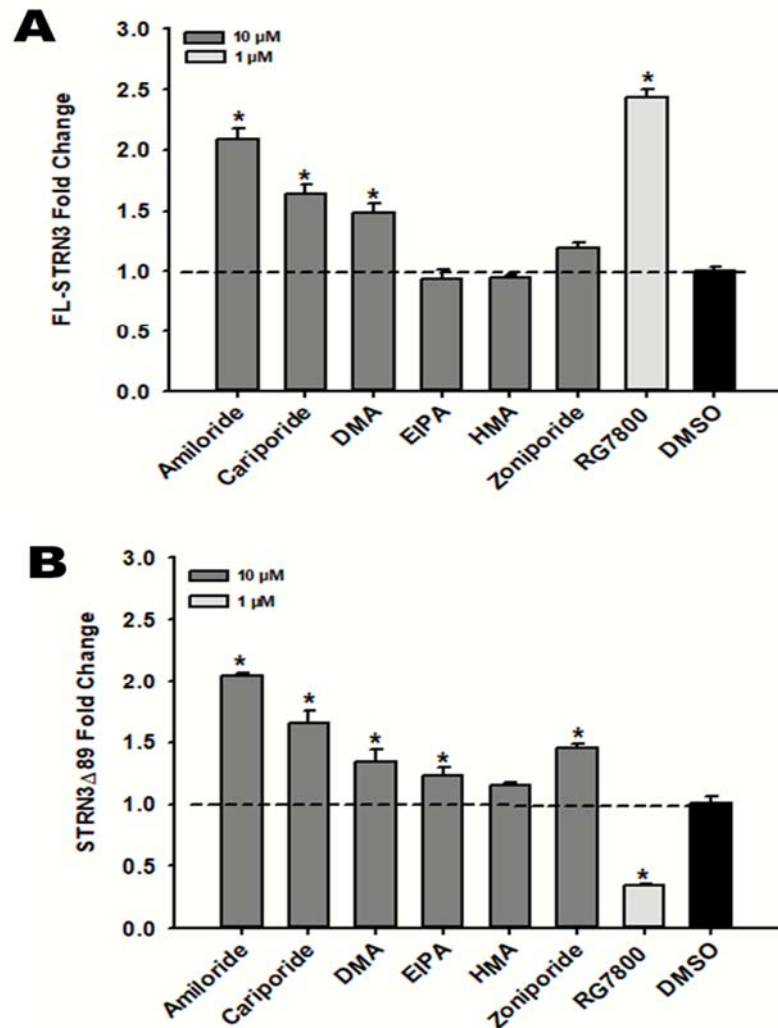 A
10 µM
1 µM
FL-STRN3 Fold Change
3.0
2.5
2.0
1.5
1.0
0.5
0.0
* * * *
Amiloride Cariporide DMA EIPA HMA Zoniporide RG7800 DMSO
B
10 µM
1 µM
STRN3Δ89 Fold Change
3.0
2.5
2.0
1.5
1.0
0.5
0.0
* * * * * *
Amiloride Cariporide DMA EIPA HMA Zoniporide RG7800 DMSO